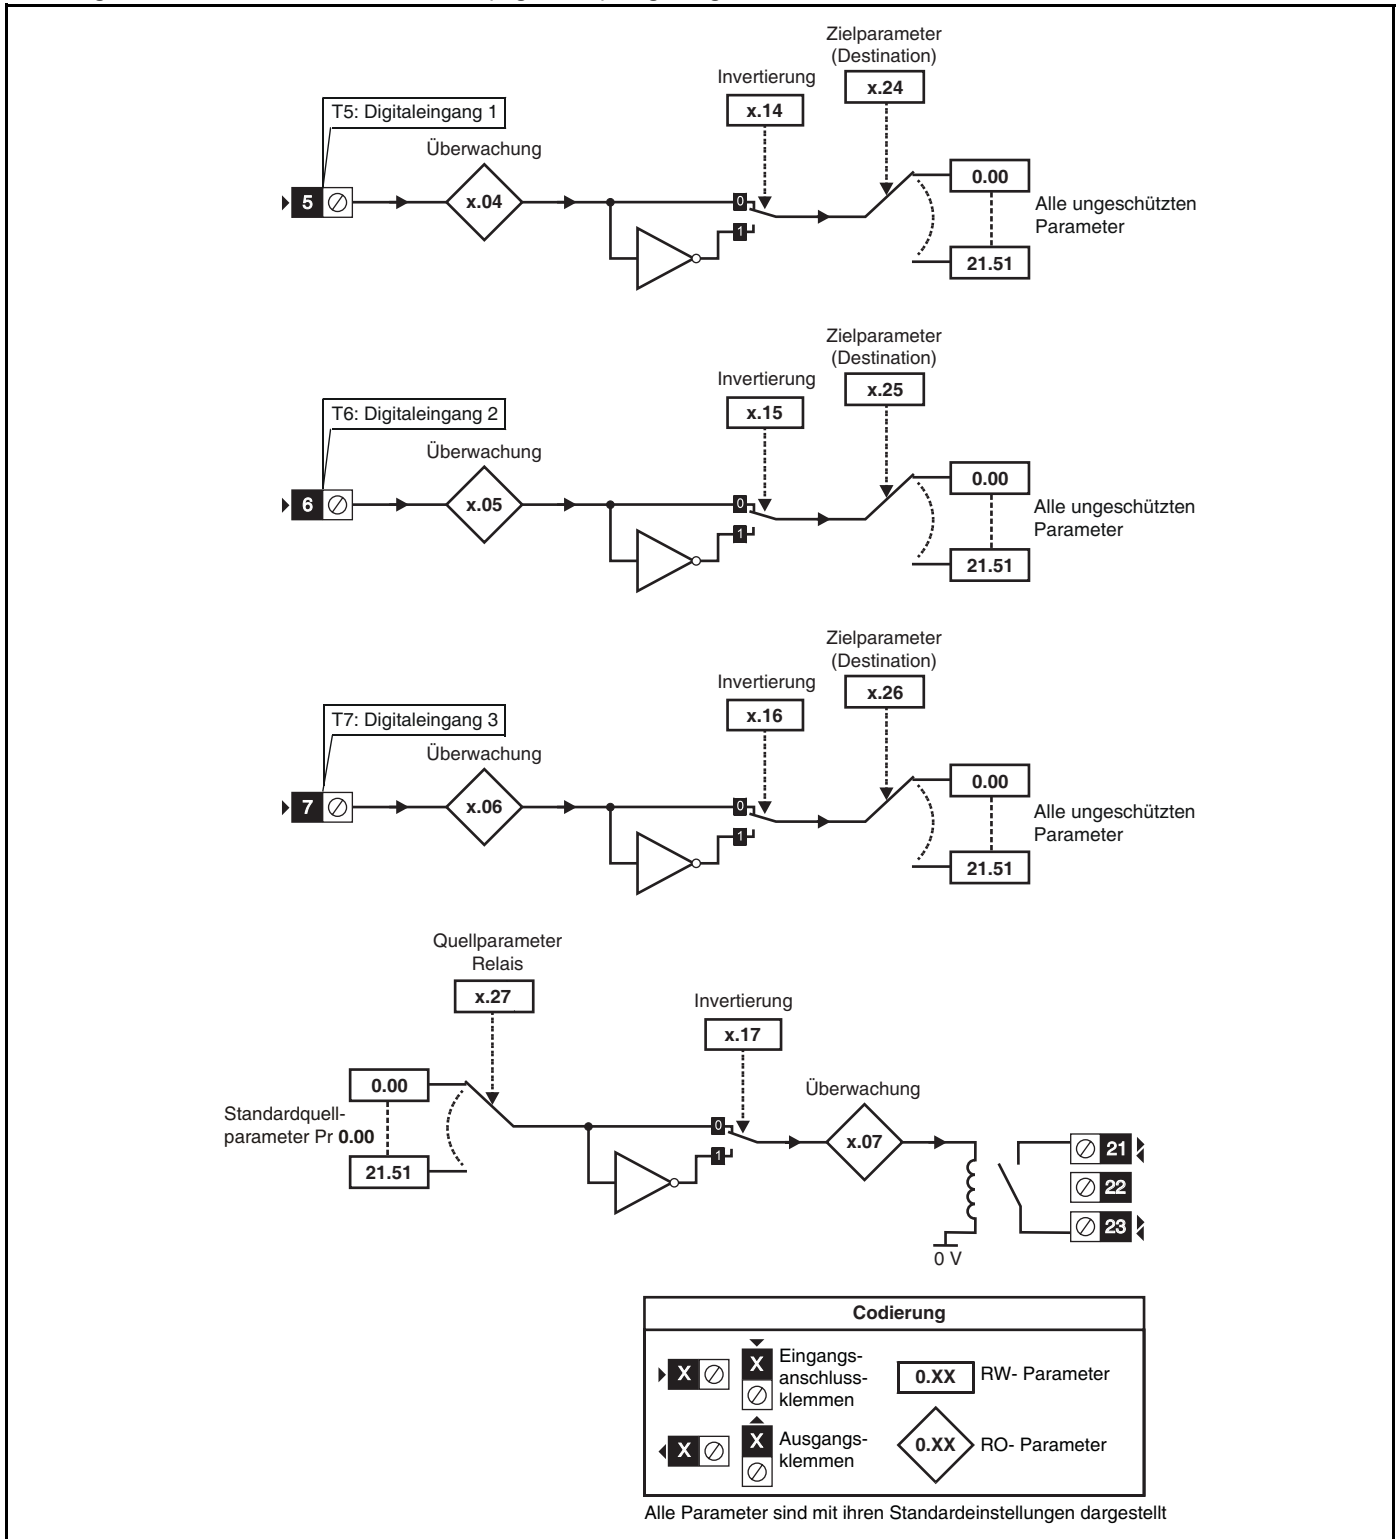 Zielparameter
(Destination)
Invertierung
x.24
x.14
T5: Digitaleingang 1
Überwachung
0.00
5
x.04
0
Alle ungeschützten
Parameter
1
21.51
Zielparameter
(Destination)
Invertierung
x.25
x.15
T6: Digitaleingang 2
Überwachung
0.00
6
x.05
0
Alle ungeschützten
Parameter
1
21.51
Zielparameter
(Destination)
Invertierung
x.26
x.16
T7: Digitaleingang 3
Überwachung
0.00
7
x.06
0
Alle ungeschützten
Parameter
1
21.51
Quellparameter
Relais
x.27
Invertierung
x.17
0.00
Überwachung
Standardquell-
parameter Pr 0.00
0
x.07
21
1
21.51
22
23
0 V
Codierung
X
X
Eingangs-
anschluss-
klemmen
0.XX
RW- Parameter
X
X
Ausgangs-
klemmen
0.XX
RO- Parameter
Alle Parameter sind mit ihren Standardeinstellungen dargestellt